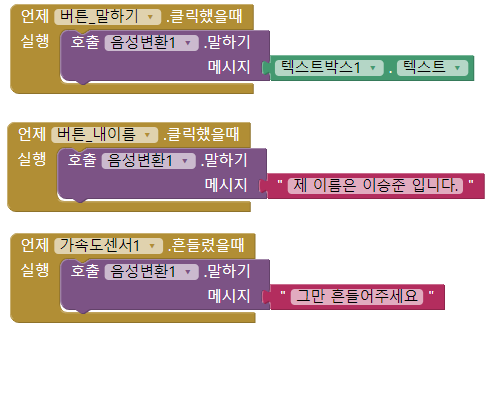 언제 버튼_말하기 .클릭했을때
실행 호출 음성변환1 .말하기
메시지 텍스트박스1 . 텍스트
언제 버튼_내이름 .클릭했을때
실행 호출 음성변환1 .말하기
메시지 " 제 이름은 이승준 입니다. "
언제 가속도센서1 .흔들렸을때
실행 호출 음성변환1 .말하기
메시지 " 그만 흔들어주세요 "